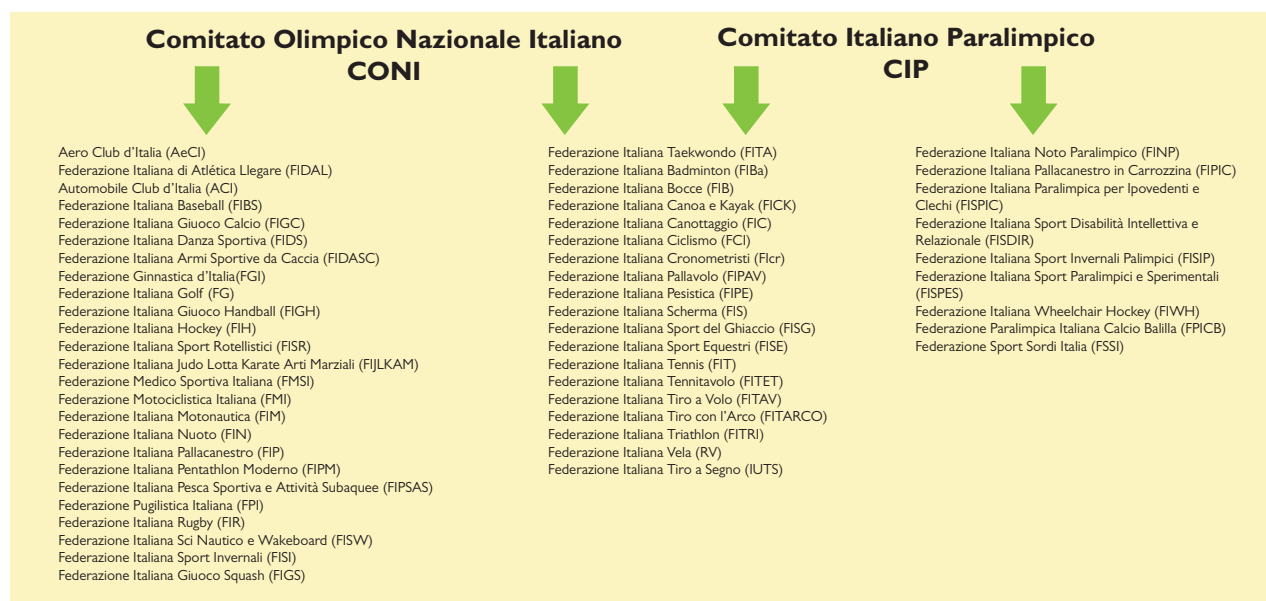 Comitato Olimpico Nazionale Italiano
CONI
Comitato Italiano Paralimpico
CIP
Aero Club d'Italia (AeCI)
Federazione Italiana di Atlética Llegare (FIDAL)
Automobile Club d'Italia (ACI)
Federazione Italiana Baseball (FIBS)
Federazione Italiana Giuoco Calcio (FIGC)
Federazione Italiana Danza Sportiva (FIDS)
Federazione Italiana Armi Sportive da Caccia (FIDASC)
Federazione Ginnastica d'Italia(FGI)
Federazione Italiana Golf (FG)
Federazione Italiana Giuoco Handball (FIGH)
Federazione Italiana Hockey (FIH)
Federazione Italiana Sport Rotellistici (FISR)
Federazione Italiana Judo Lotta Karate Arti Marziali (FIJLKAM)
Federazione Medico Sportiva Italiana (FMSI)
Federazione Motociclistica Italiana (FMI)
Federazione Italiana Motonautica (FIM)
Federazione Italiana Nuoto (FIN)
Federazione Italiana Pallacanestro (FIP)
Federazione Italiana Pentathlon Moderno (FIPM)
Federazione Italiana Pesca Sportiva e Attività Subaquee (FIPSAS)
Federazione Pugilistica Italiana (FPI)
Federazione Italiana Rugby (FIR)
Federazione Italiana Sci Nautico e Wakeboard (FISW)
Federazione Italiana Sport Invernali (FISI)
Federazione Italiana Giuoco Squash (FIGS)
Federazione Italiana Taekwondo (FITA)
Federazione Italiana Badminton (FIBa)
Federazione Italiana Bocce (FIB)
Federazione Italiana Canoa e Kayak (FICK)
Federazione Italiana Canottaggio (FIC)
Federazione Italiana Ciclismo (FCI)
Federazione Italiana Cronometristi (FIcr)
Federazione Italiana Pallavolo (FIPAV)
Federazione Italiana Pesistica (FIPE)
Federazione Italiana Scherma (FIS)
Federazione Italiana Sport del Ghiaccio (FISG)
Federazione Italiana Sport Equestri (FISE)
Federazione Italiana Tennis (FIT)
Federazione Italiana Tennitavolo (FITET)
Federazione Italiana Tiro a Volo (FITAV)
Federazione Italiana Tiro con l'Arco (FITARCO)
Federazione Italiana Triathlon (FITRI)
Federazione Italiana Vela (RV)
Federazione Italiana Tiro a Segno (IUTS)
Federazione Italiana Noto Paralimpico (FINP)
Federazione Italiana Pallacanestro in Carrozzina (FIPIC)
Federazione Italiana Paralimpica per Ipovedenti e
Clechi (FISPIC)
Federazione Italiana Sport Disabilità Intellettiva e
Relazionale (FISDIR)
Federazione Italiana Sport Invernali Palimpici (FISIP)
Federazione Italiana Sport Paralimpici e Sperimentali
(FISPES)
Federazione Italiana Wheelchair Hockey (FIWH)
Federazione Paralimpica Italiana Calcio Balilla (FPICB)
Federazione Sport Sordi Italia (FSSI)